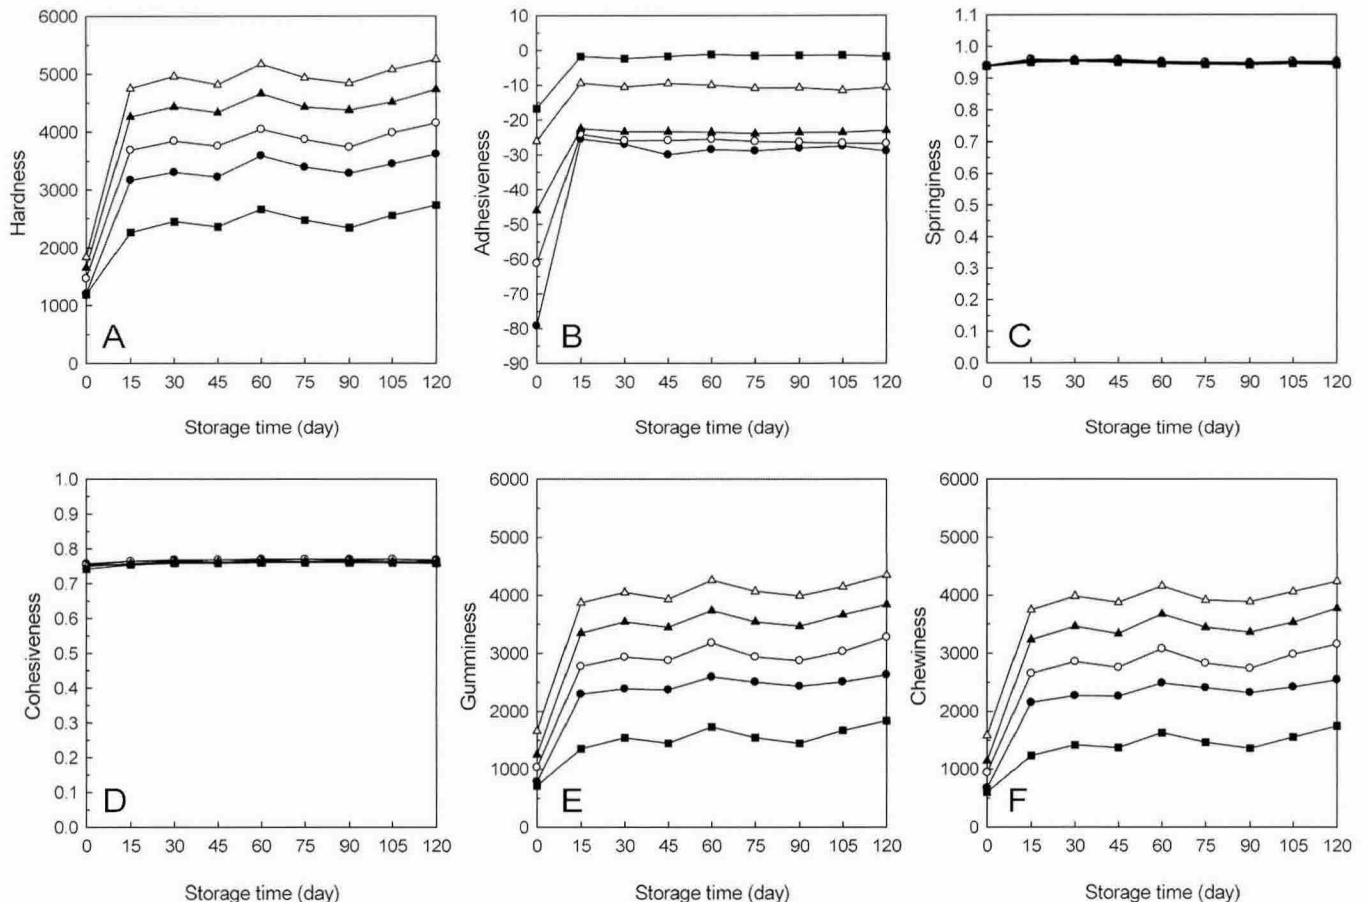 6000
5000
4000
3000
2000
1000
0
Hardness
A
0 15 30 45 60 75 90 105 120
Storage time (day)
10
0
-10
-20
-30
-40
-50
-60
-70
-80
-90
Adhesiveness
B
0 15 30 45 60 75 90 105 120
Storage time (day)
1.1
1.0
0.9
0.8
0.7
0.6
0.5
0.4
0.3
0.2
0.1
0.0
Springiness
C
0 15 30 45 60 75 90 105 120
Storage time (day)
1.0
0.9
0.8
0.7
0.6
0.5
0.4
0.3
0.2
0.1
0.0
Cohesiveness
D
0 15 30 45 60 75 90 105 120
Storage time (day)
6000
5000
4000
3000
2000
1000
0
Gumminess
E
0 15 30 45 60 75 90 105 120
Storage time (day)
6000
5000
4000
3000
2000
1000
0
Chewiness
F
0 15 30 45 60 75 90 105 120
Storage time (day)